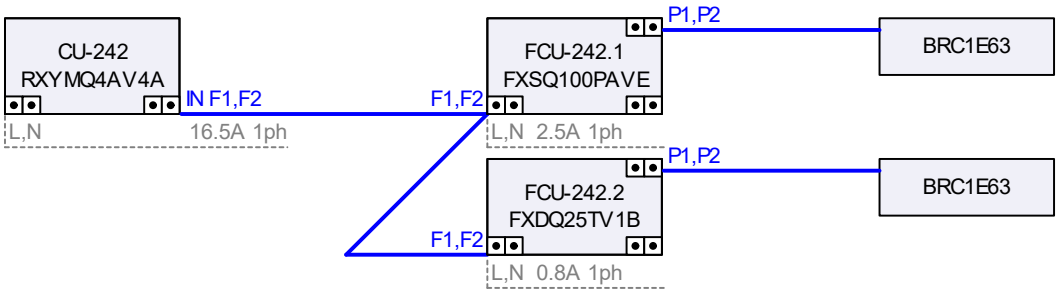 P1,P2
CU-242
RXYMQ4AV4A
FCU-242.1
FXSQ100PAVE
BRC1E63
IN F1,F2
F1,F2
L,N
16.5A 1ph
L,N 2.5A 1ph
P1,P2
FCU-242.2
FXDQ25TV1B
BRC1E63
F1,F2
L,N 0.8A 1ph